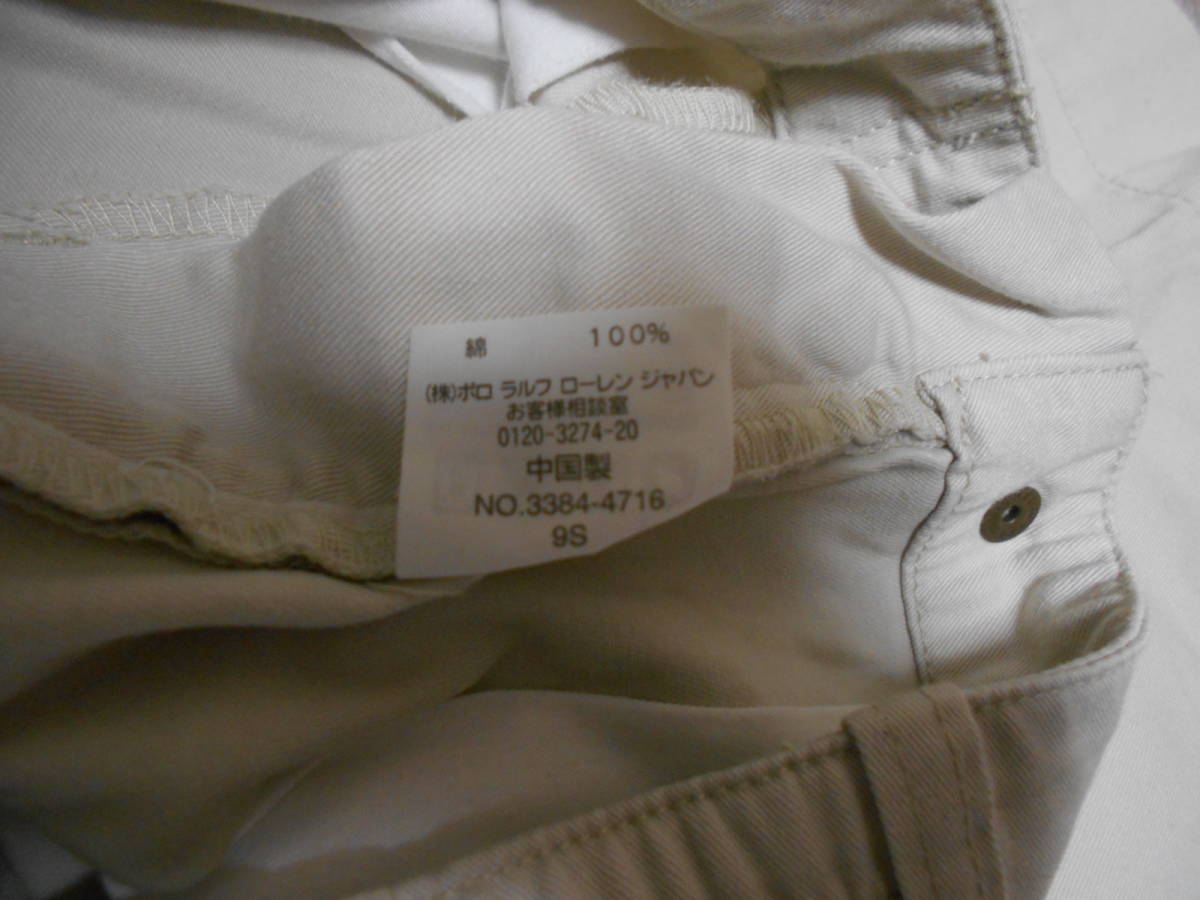 綿 100%
(株)ポロ ラルフ ローレン ジャパン
お客様相談室
0120-3274-20
中国製
NO.3384-4716
9S